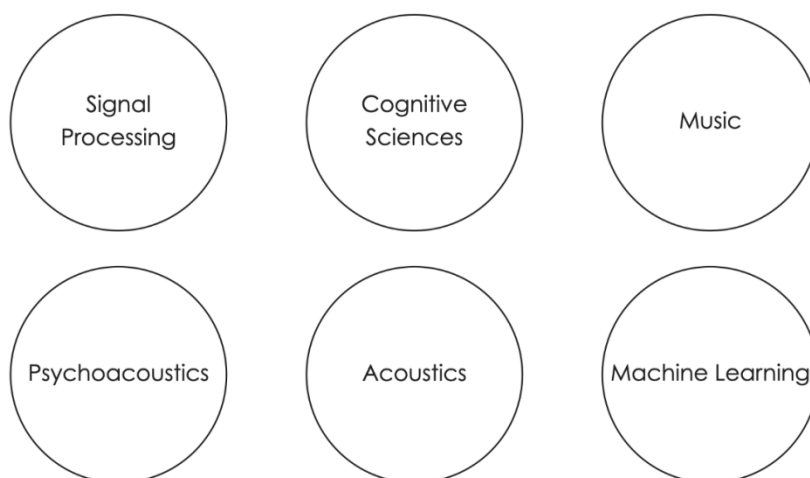 Signal
Processing
Cognitive
Sciences
Music
Psychoacoustics
Acoustics
Machine Learning